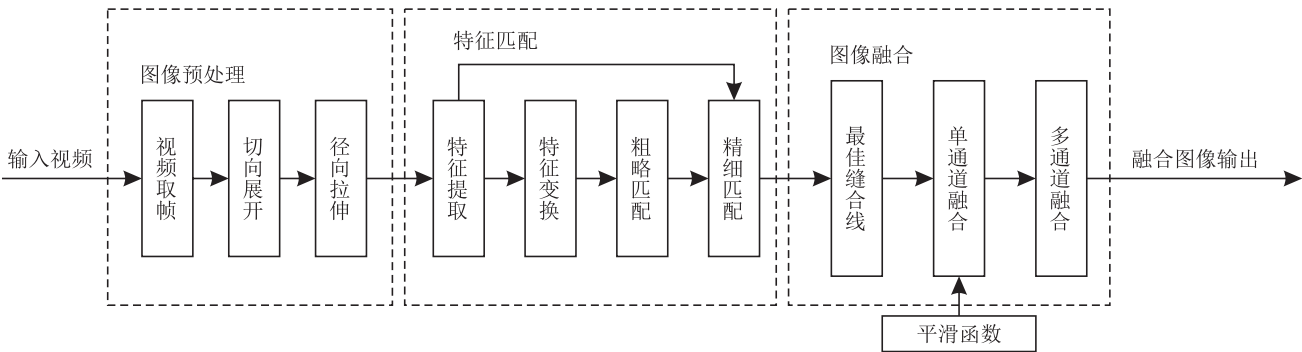 输入视频
图像预处理
视频取帧
切向展开
径向拉伸
特征匹配
特征提取
特征变换
粗略匹配
精细匹配
图像融合
最佳缝合线
单通道融合
多通道融合
平滑函数
融合图像输出